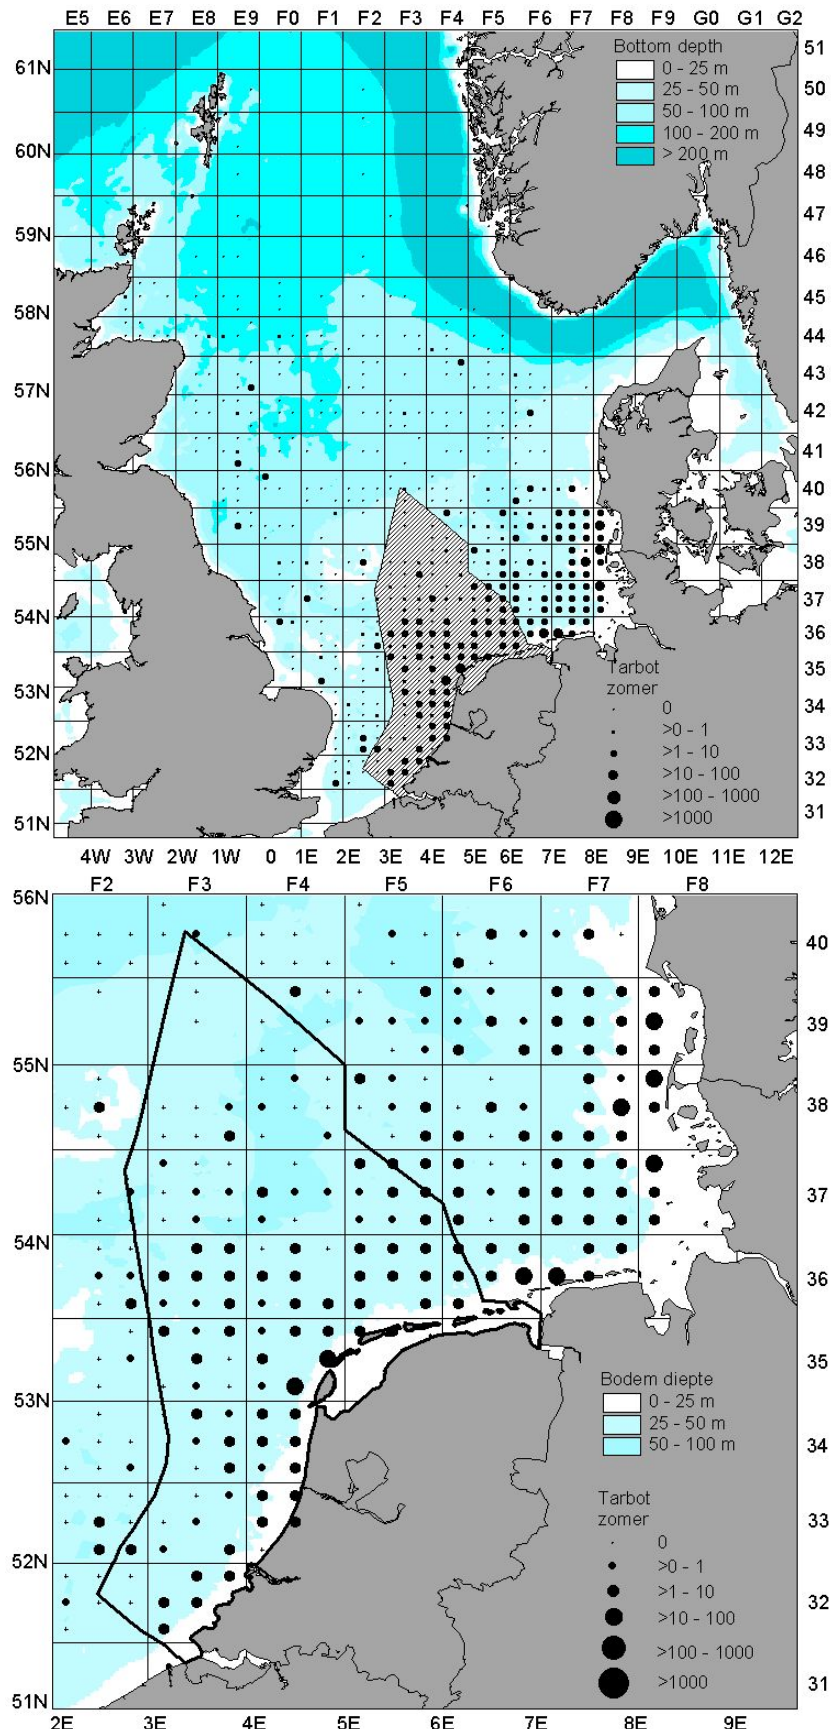 E5 E6 E7 E8 E9 F0 F1 F2 F3 F4 F5 F6 F7 F8 F9 G0 G1 G2
Bottom depth
0 - 25 m
25 - 50 m
50 - 100 m
100 - 200 m
> 200 m
61N
60N
59N
58N
57N
56N
55N
54N
53N
52N
51N
51
50
49
48
47
46
45
44
43
42
41
40
39
38
37
36
35
34
33
32
31
Tarbot
zomer
0
>0 - 1
>1 - 10
>10 - 100
>100 - 1000
>1000
4W 3W 2W 1W 0 1E 2E 3E 4E 5E 6E 7E 8E 9E 10E 11E 12E
F2 F3 F4 F5 F6 F7 F8
56N
55N
54N
53N
52N
51N
40
39
38
37
36
35
34
33
32
31
Bodem diepte
0 - 25 m
25 - 50 m
50 - 100 m
Tarbot
zomer
0
>0 - 1
>1 - 10
>10 - 100
>100 - 1000
>1000
2E 3E 4E 5E 6E 7E 8E 9E